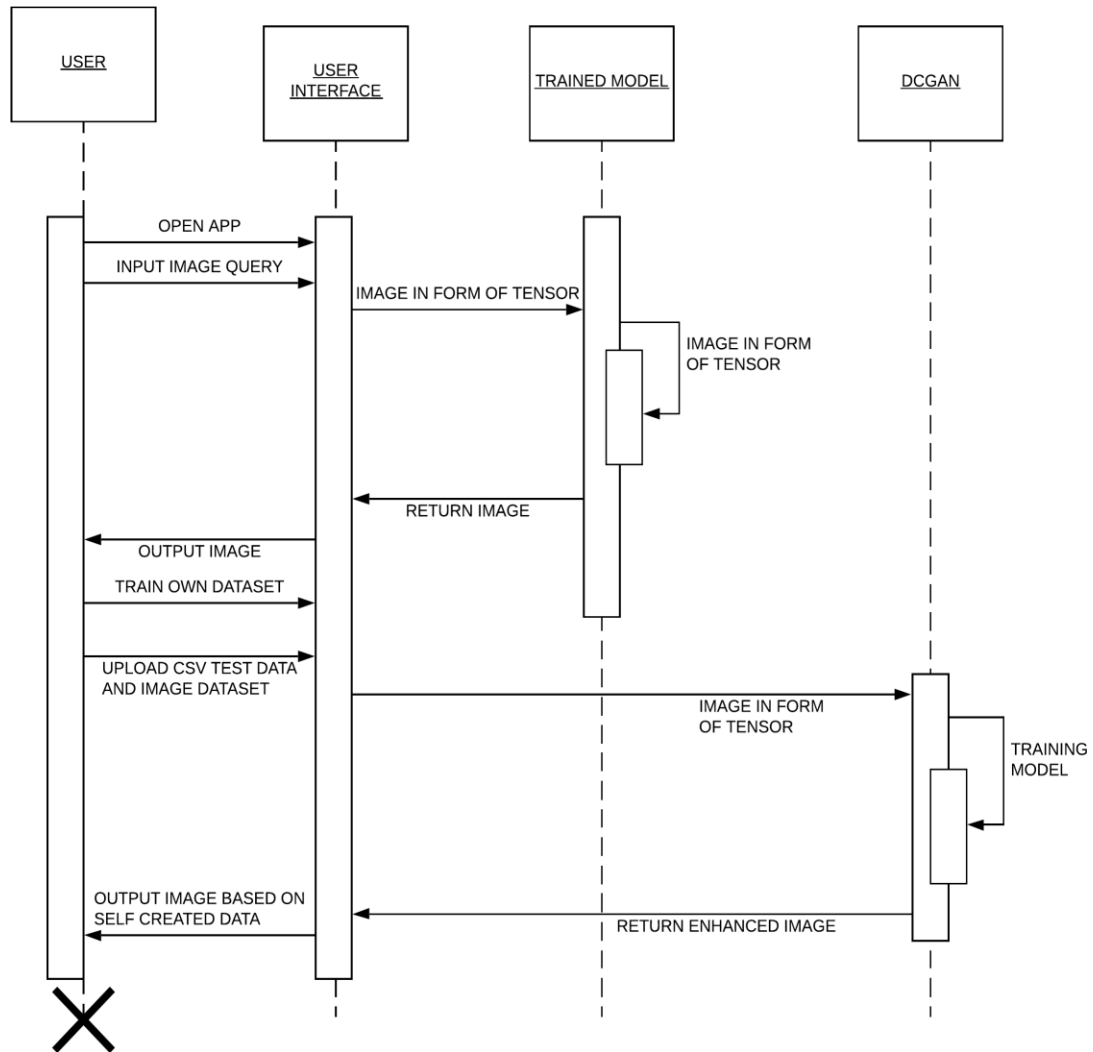 USER
USER
INTERFACE
TRAINED MODEL
DCGAN
OPEN APP
INPUT IMAGE QUERY
IMAGE IN FORM OF TENSOR
IMAGE IN FORM
OF TENSOR
RETURN IMAGE
OUTPUT IMAGE
TRAIN OWN DATASET
UPLOAD CSV TEST DATA
AND IMAGE DATASET
IMAGE IN FORM
OF TENSOR
TRAINING
MODEL
OUTPUT IMAGE BASED ON
SELF CREATED DATA
RETURN ENHANCED IMAGE